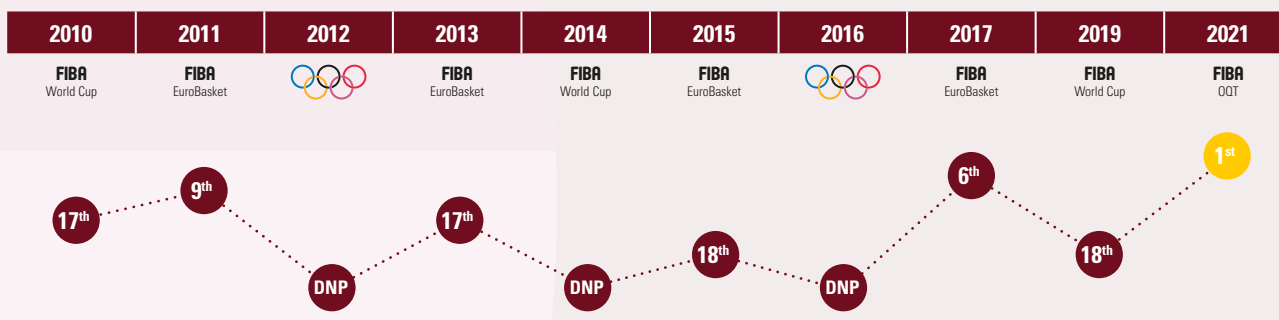 2010 2011 2012 2013 2014 2015 2016 2017 2019 2021
FIBA FIBA FIBA FIBA FIBA FIBA FIBA FIBA
World Cup EuroBasket EuroBasket World Cup EuroBasket EuroBasket World Cup OQT
17th 9th DNP 17th DNP 18th DNP 6th 18th 1st